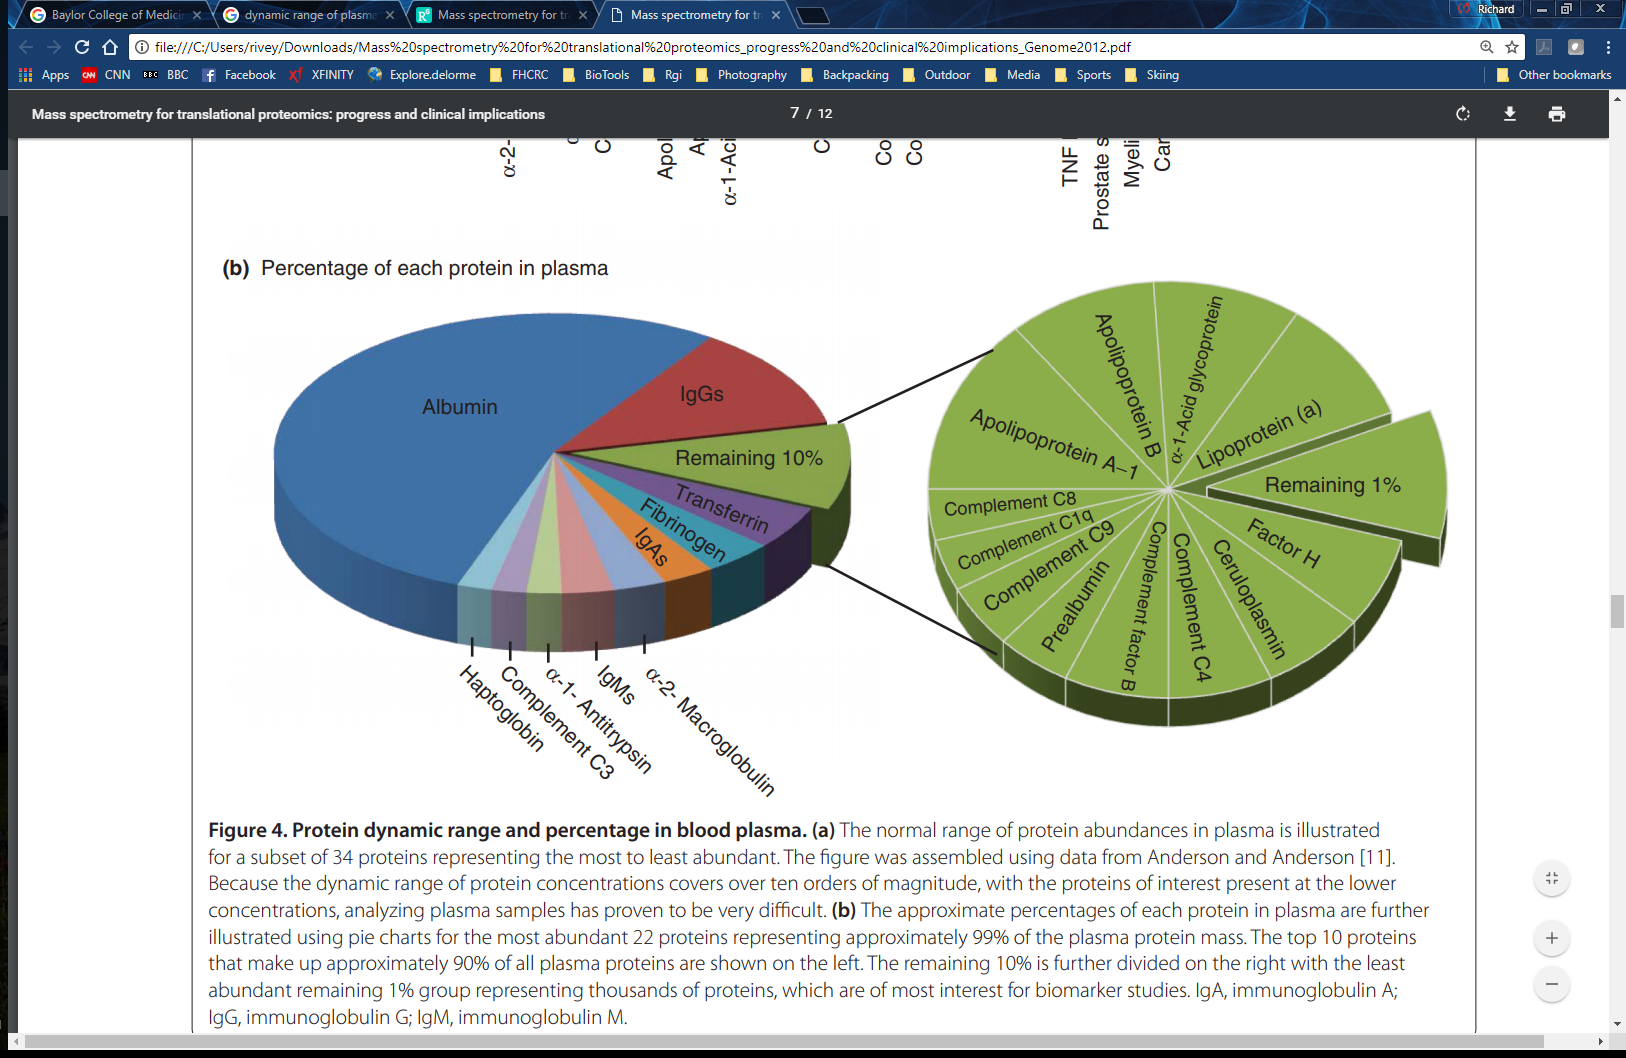 Baylor College of Medici
dynamic range of plasma
Mass spectrometry for tr
Mass spectrometry for tr
Richard
file:///C:/Users/rivey/Downloads/Mass%20spectrometry%20for%20translational%20proteomics_progress%20and%20clinical%20implications_Genome2012.pdf
Apps CNN BBC Facebook XFINITY Explore.delorme FHCRC BioTools Rgi Photography Backpacking Outdoor Media Sports Skiing Other bookmarks
Mass spectrometry for translational proteomics: progress and clinical implications 7 / 12
α-2-
C
Apol
α-1-Aci
C
Co
Co
TNF
Prostate s
Myeli
Car
(b) Percentage of each protein in plasma
Albumin
IgGs
Remaining 10%
Transferrin
Fibrinogen
IgAs
Haptoglobin
Complement C3
α-1- Antitrypsin
IgMs
α-2- Macroglobulin
Apolipoprotein A–1
Apolipoprotein B
α-1-Acid glycoprotein
Lipoprotein (a)
Remaining 1%
Factor H
Ceruloplasmin
Complement C4
Complement factor B
Prealbumin
Complement C9
Complement C1q
Complement C8
Figure 4. Protein dynamic range and percentage in blood plasma. (a) The normal range of protein abundances in plasma is illustrated
for a subset of 34 proteins representing the most to least abundant. The figure was assembled using data from Anderson and Anderson [11].
Because the dynamic range of protein concentrations covers over ten orders of magnitude, with the proteins of interest present at the lower
concentrations, analyzing plasma samples has proven to be very difficult. (b) The approximate percentages of each protein in plasma are further
illustrated using pie charts for the most abundant 22 proteins representing approximately 99% of the plasma protein mass. The top 10 proteins
that make up approximately 90% of all plasma proteins are shown on the left. The remaining 10% is further divided on the right with the least
abundant remaining 1% group representing thousands of proteins, which are of most interest for biomarker studies. IgA, immunoglobulin A;
IgG, immunoglobulin G; IgM, immunoglobulin M.